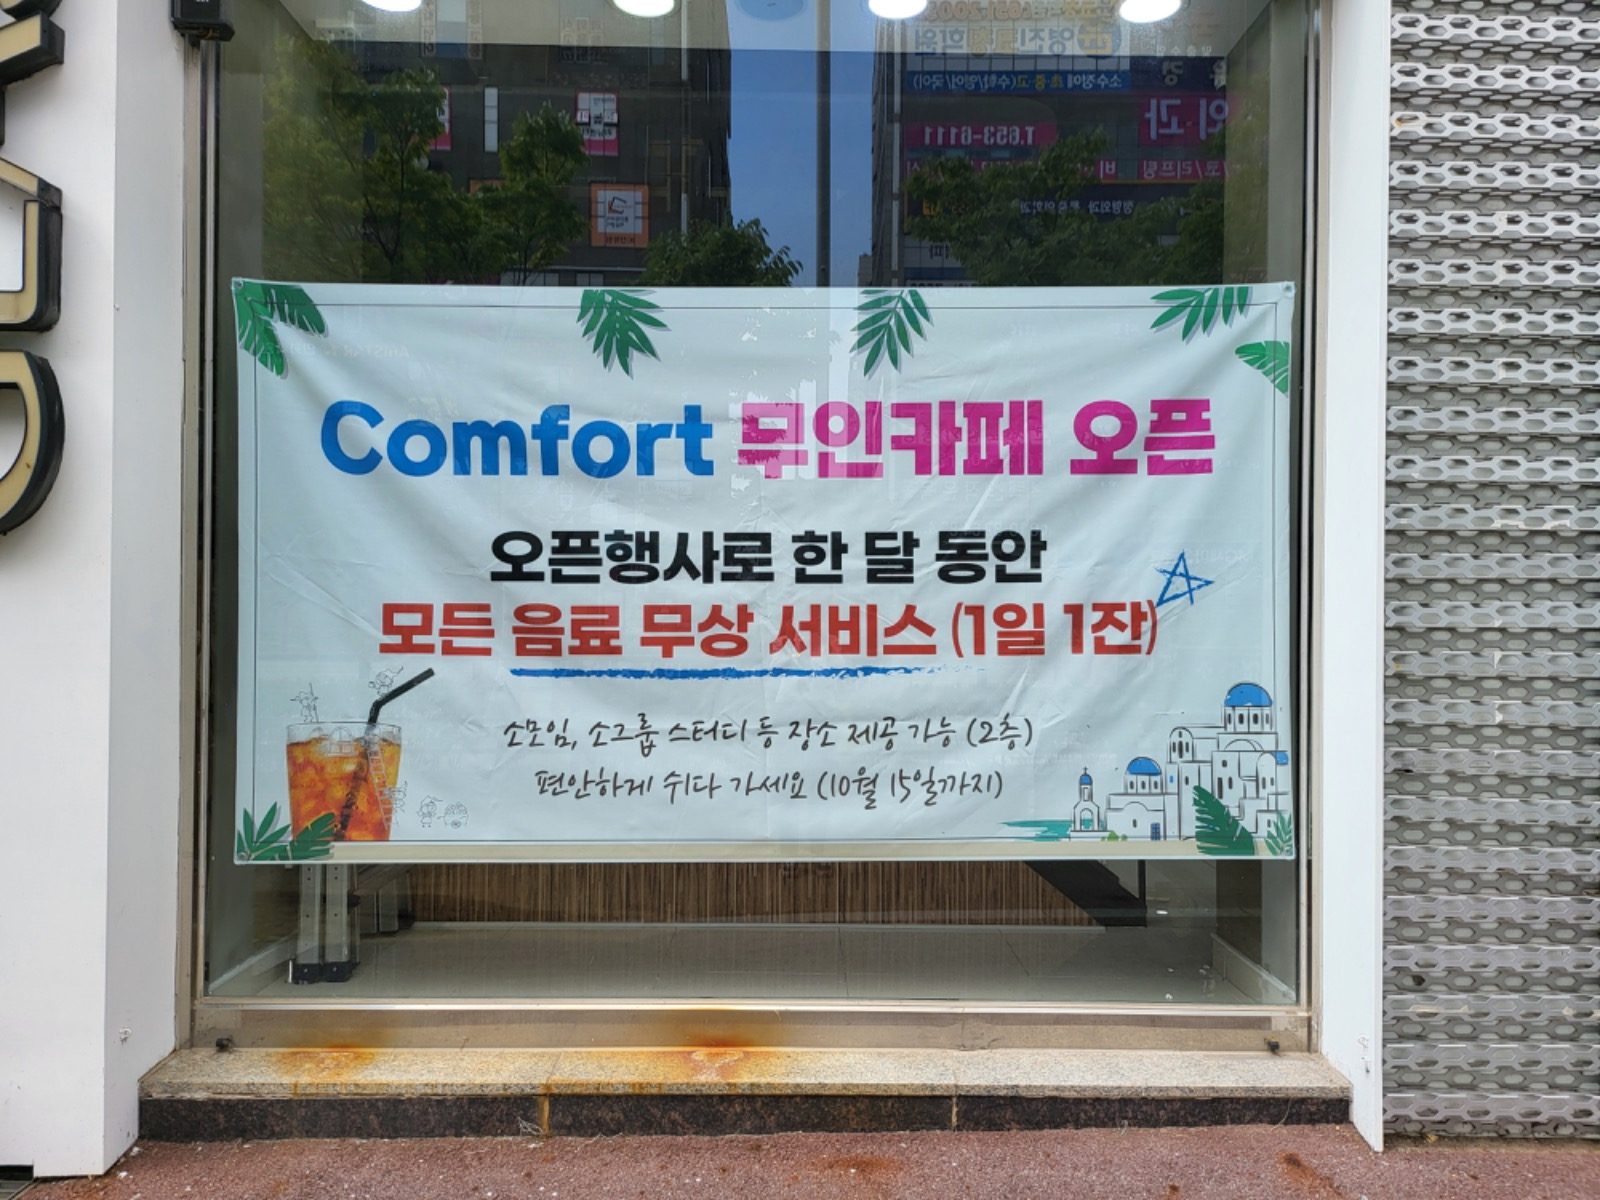 Comfort 무인카페 오픈
오픈행사로 한 달 동안
모든 음료 무상 서비스 (1일 1잔)
소모임, 소그룹 스터디 등 장소 제공 가능 (2층)
편안하게 쉬다 가세요 (10월 15일까지)